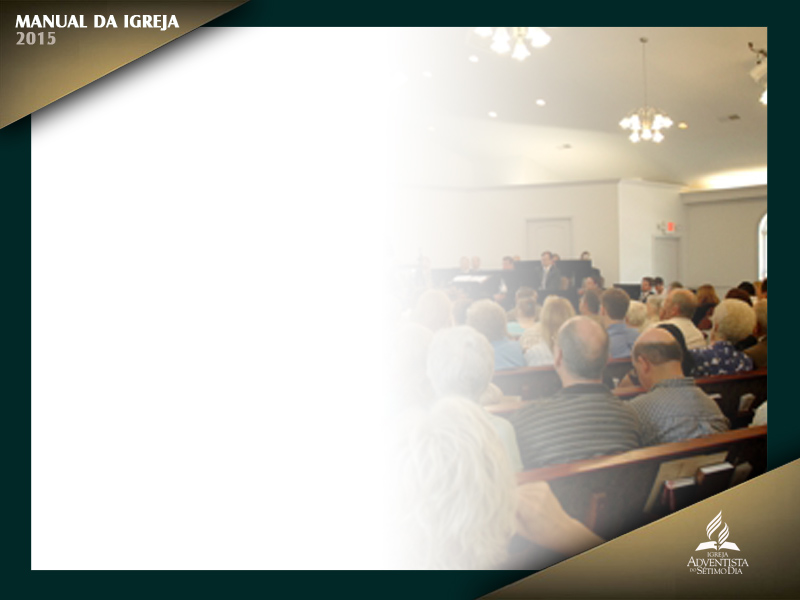 MANUAL DA IGREJA
2015
IGREJA
ADVENTISTA
DO SÉTIMO DIA